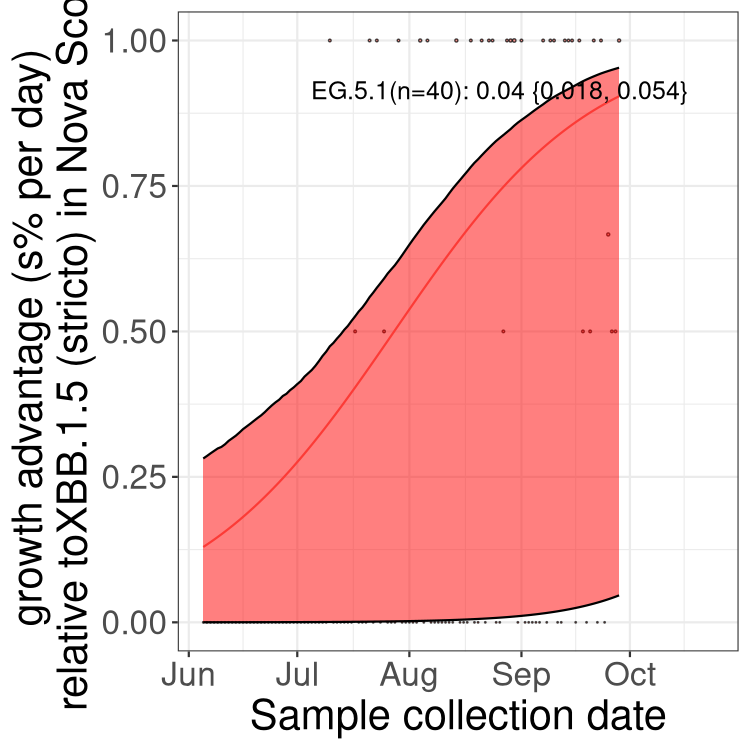 growth advantage (s% per day)
relative toXBB.1.5 (stricto) in Nova Sco
1.00
0.75
0.50
0.25
0.00
EG.5.1(n=40): 0.04 {0.018, 0.054}
Jun Jul Aug Sep Oct
Sample collection date